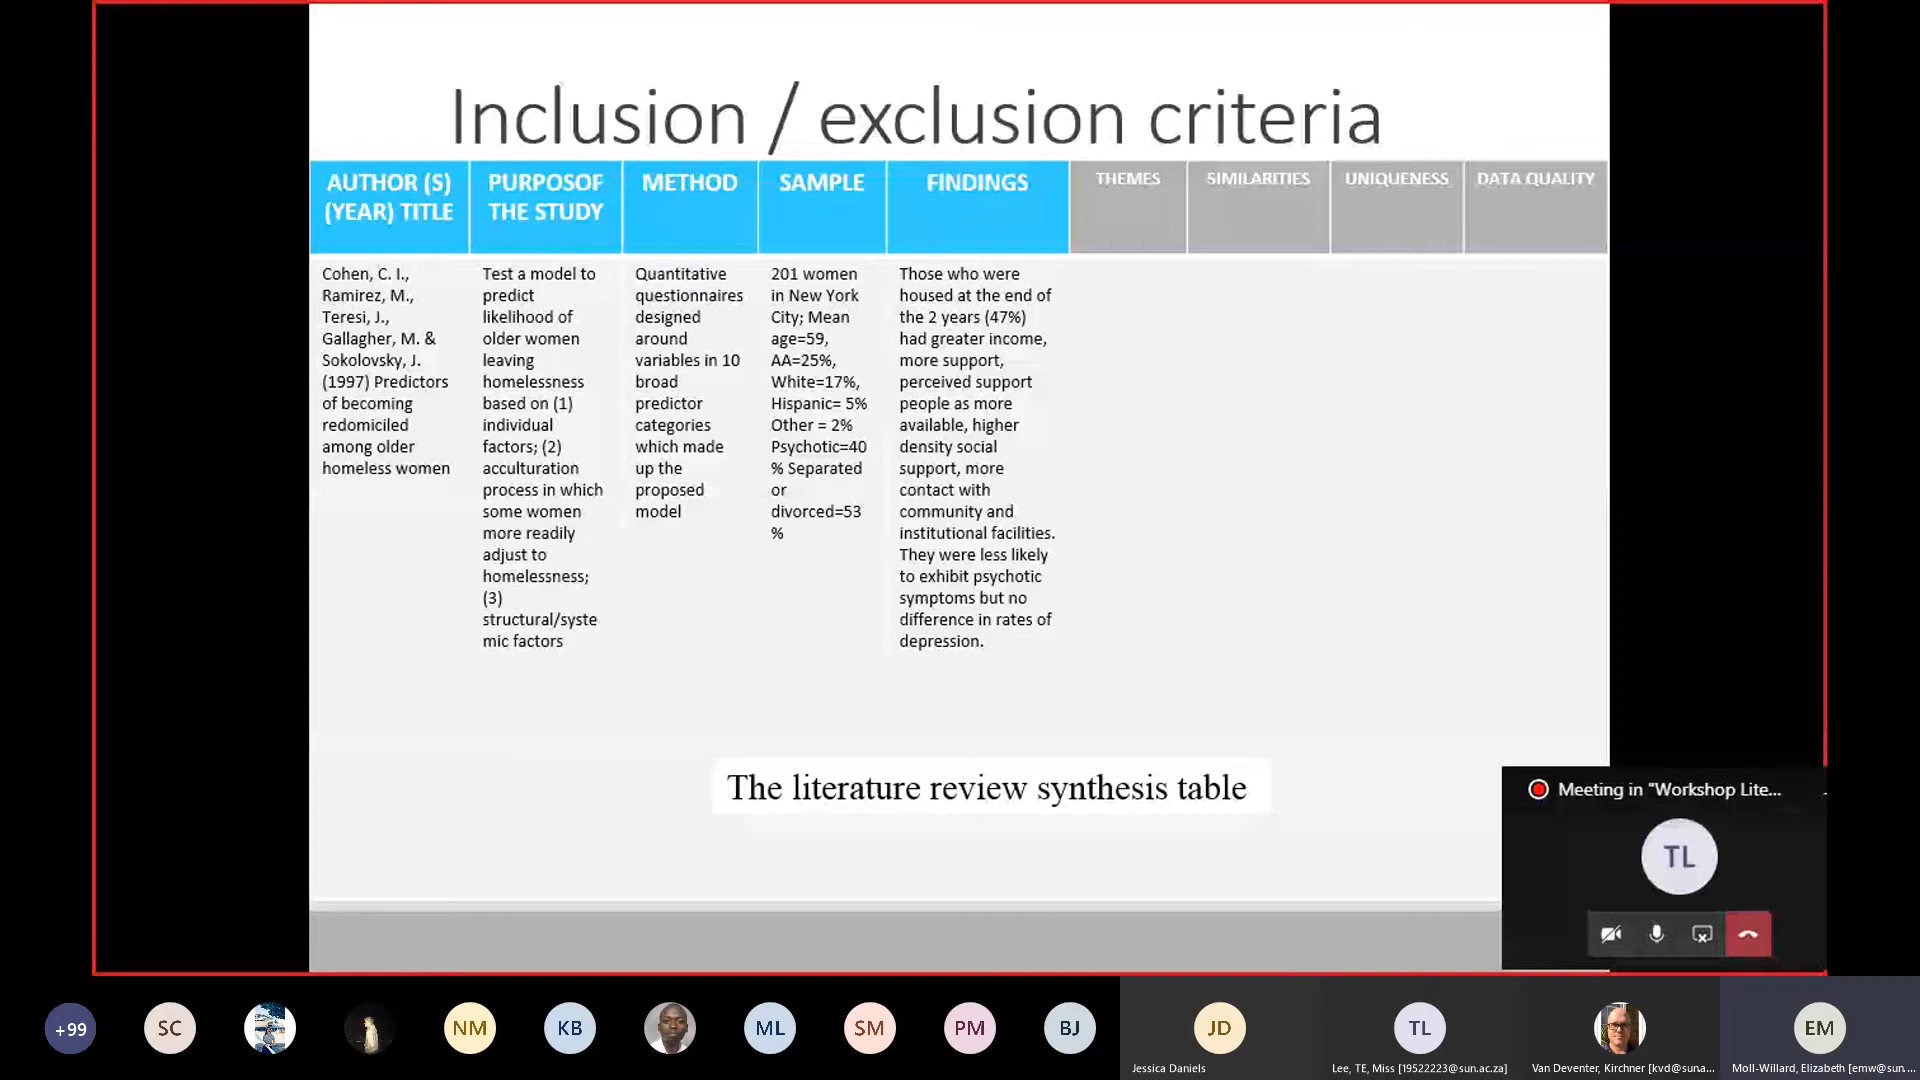 Inclusion / exclusion criteria
AUTHOR (S)
(YEAR) TITLE
PURPOSOF
THE STUDY
METHOD
SAMPLE
FINDINGS
THEMES
SIMILARITIES
UNIQUENESS
DATA QUALITY
Cohen, C. I.,
Ramirez, M.,
Teresi, J.,
Gallagher, M. &
Sokolovsky, J.
(1997) Predictors
of becoming
redomiciled
among older
homeless women
Test a model to
predict
likelihood of
older women
leaving
homelessness
based on (1)
individual
factors; (2)
acculturation
process in which
some women
more readily
adjust to
homelessness;
(3)
structural/syste
mic factors
Quantitative
questionnaires
designed
around
variables in 10
broad
predictor
categories
which made
up the
proposed
model
201 women
in New York
City; Mean
age=59,
AA=25%,
White=17%,
Hispanic= 5%
Other = 2%
Psychotic=40
% Separated
or
divorced=53
%
Those who were
housed at the end of
the 2 years (47%)
had greater income,
more support,
perceived support
people as more
available, higher
density social
support, more
contact with
community and
institutional facilities.
They were less likely
to exhibit psychotic
symptoms but no
difference in rates of
depression.
The literature review synthesis table
Meeting in "Workshop Lite...
TL
+99
SC
NM
KB
ML
SM
PM
BJ
JD
TL
EM
Jessica Daniels
Lee, TE, Miss [19522223@sun.ac.za]
Van Deventer, Kirchner [kvd@suna...
Moll-Willard, Elizabeth [emw@sun....